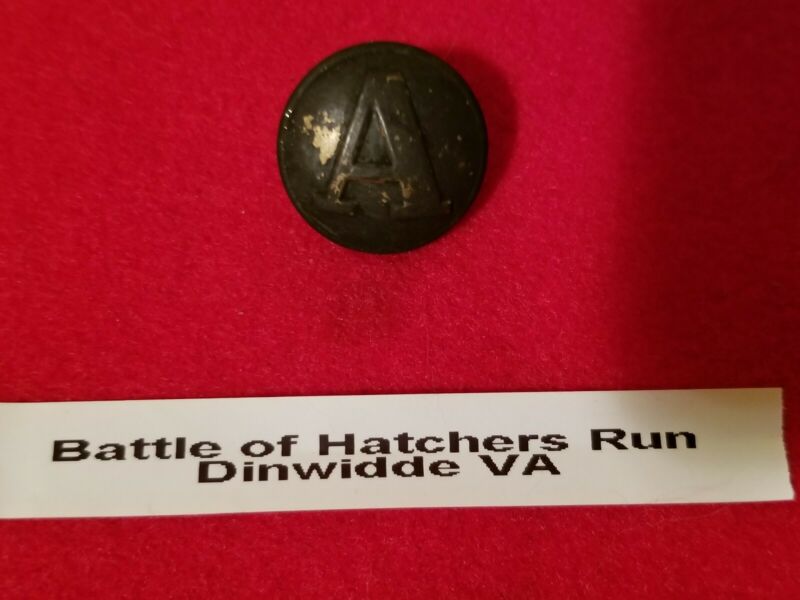 A
Battle of Hatchers Run
Dinwidde VA